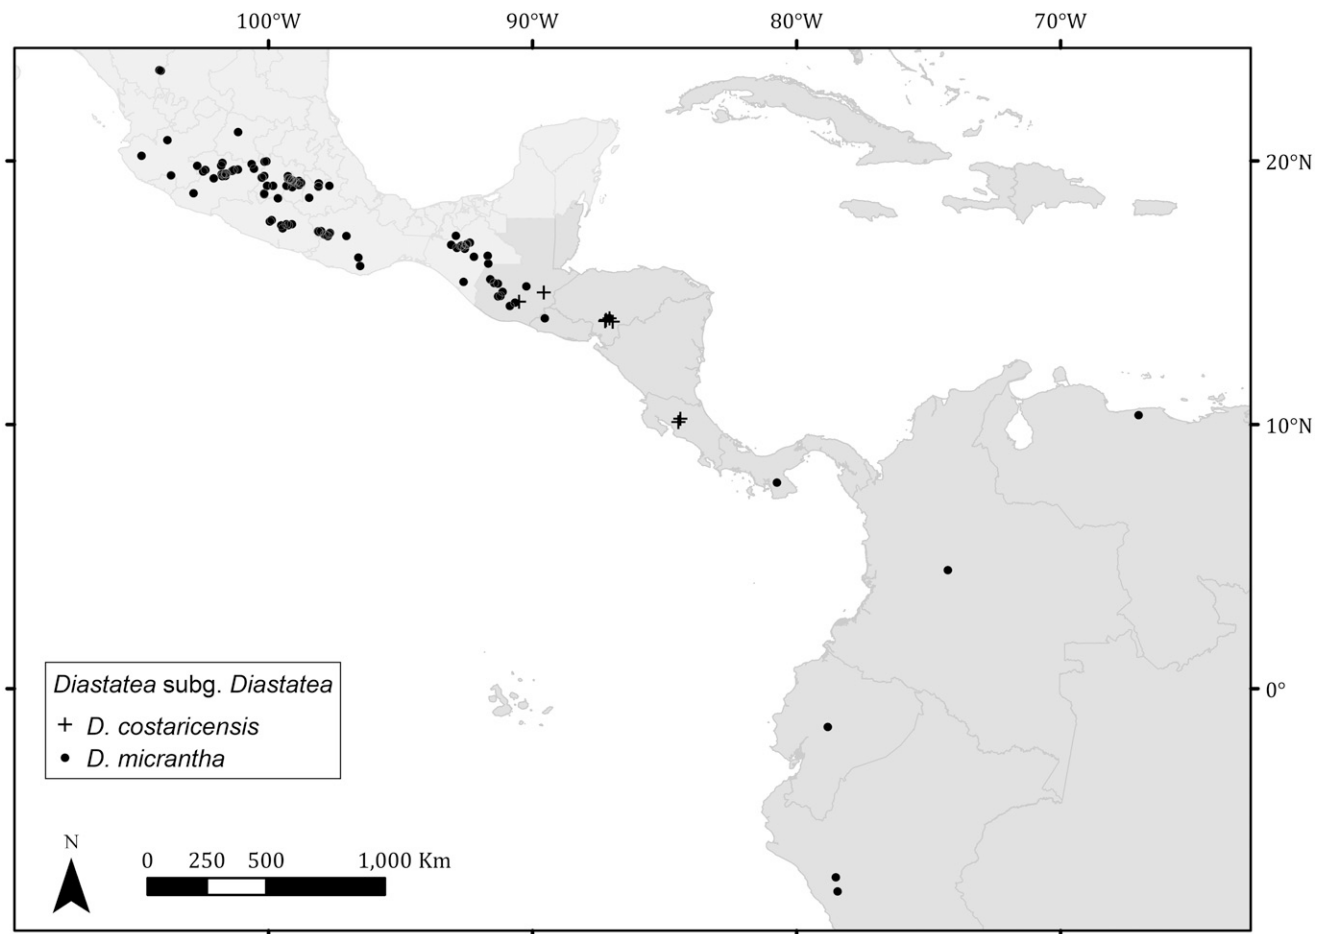 100°W 90°W 80°W 70°W
20°N
10°N
0°
Diastatea subg. Diastatea
+ D. costaricensis
• D. micrantha
N
0 250 500 1,000 Km